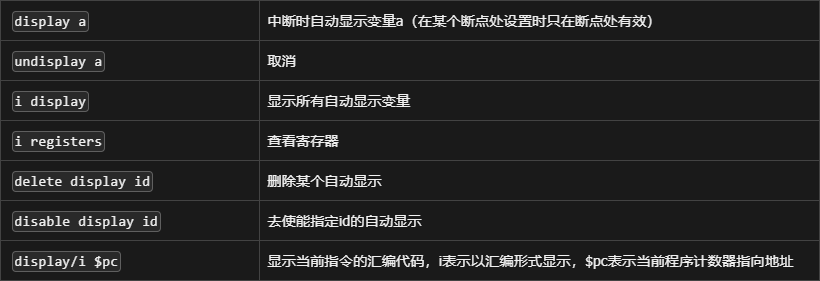 display a 中断时自动显示变量a（在某个断点处设置时只在断点处有效）
undisplay a 取消
i display 显示所有自动显示变量
i registers 查看寄存器
delete display id 删除某个自动显示
disable display id 去使能指定id的自动显示
display/i $pc 显示当前指令的汇编代码，i表示以汇编形式显示，$pc表示当前程序计数器指向地址